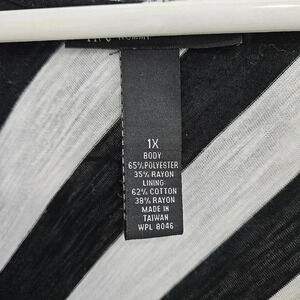 1X
BODY:
65% POLYESTER
35% RAYON
LINING:
62% COTTON
38% RAYON
MADE IN
TAIWAN
WPL 8046